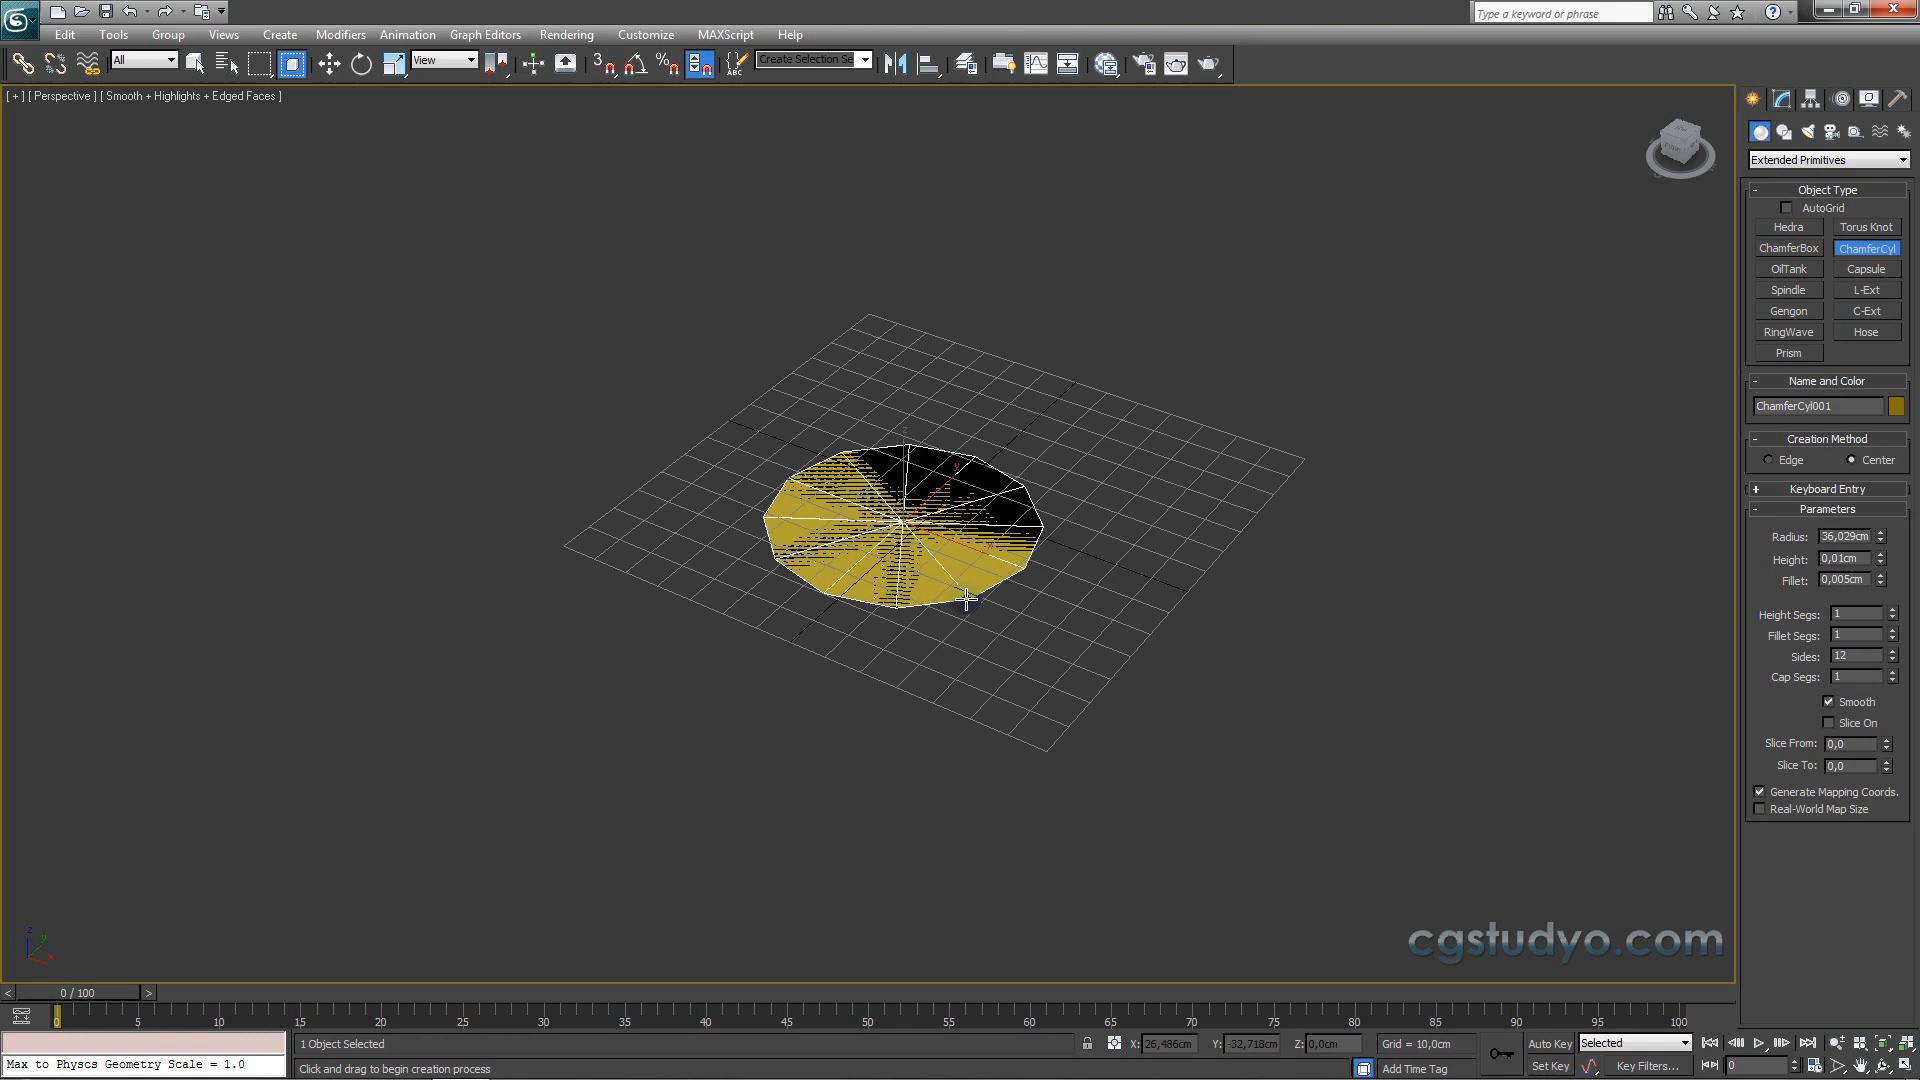 Type a keyword or phrase
Edit Tools Group Views Create Modifiers Animation Graph Editors Rendering Customize MAXScript Help
All View Create Selection Se
[ + ] [ Perspective ] [ Smooth + Highlights + Edged Faces ]
Extended Primitives
- Object Type
AutoGrid
Hedra Torus Knot
ChamferBox ChamferCyl
OilTank Capsule
Spindle L-Ext
Gengon C-Ext
RingWave Hose
Prism
- Name and Color
ChamferCyl001
- Creation Method
Edge Center
+ Keyboard Entry
- Parameters
Radius: 36,029cm
Height: 0,01cm
Fillet: 0,005cm
Height Segs: 1
Fillet Segs: 1
Sides: 12
Cap Segs: 1
Smooth
Slice On
Slice From: 0,0
Slice To: 0,0
Generate Mapping Coords.
Real-World Map Size
z
y
x
z
y
x
cgstudyo.com
< 0 / 100 >
0 5 10 15 20 25 30 35 40 45 50 55 60 65 70 75 80 85 90 95 100
1 Object Selected X: 26,486cm Y: -32,718cm Z: 0,0cm Grid = 10,0cm Auto Key Selected
Max to Physcs Geometry Scale = 1.0 Click and drag to begin creation process Add Time Tag Set Key Key Filters... 0